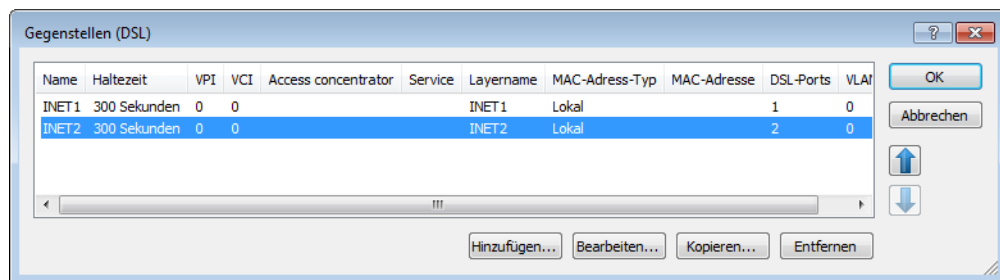 Gegenstellen (DSL)
Name Haltezeit VPI VCI Access concentrator Service Layername MAC-Adress-Typ MAC-Adresse DSL-Ports
INET1 300 Sekunden 0 0 INET1 Lokal 1 0
INET2 300 Sekunden 0 0 INET2 Lokal 2 0
OK
Abbrechen
Hinzufügen... Bearbeiten... Kopieren... Entfernen